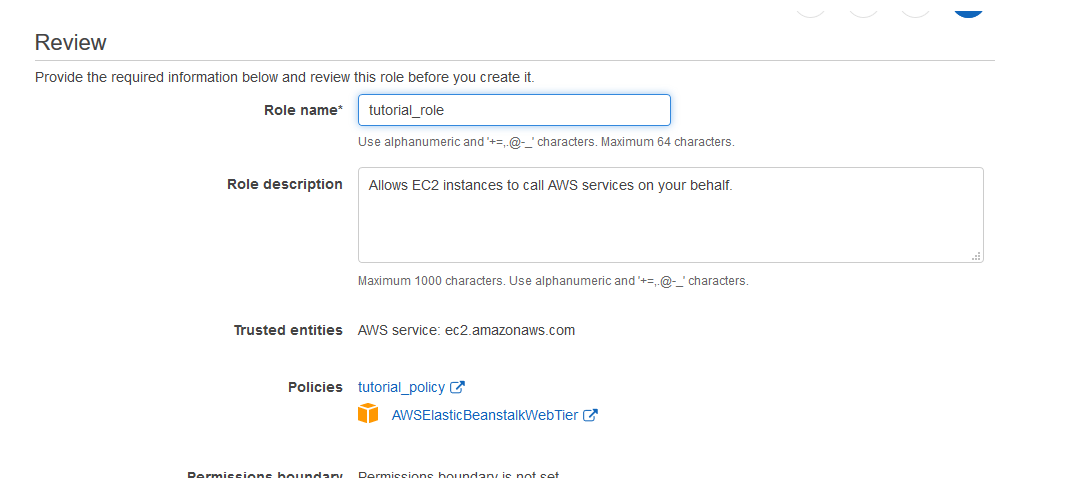 Review
Provide the required information below and review this role before you create it.
Role name* tutorial_role
Use alphanumeric and '+=,.@-_' characters. Maximum 64 characters.
Role description Allows EC2 instances to call AWS services on your behalf.
Maximum 1000 characters. Use alphanumeric and '+=,.@-_' characters.
Trusted entities AWS service: ec2.amazonaws.com
Policies tutorial_policy
AWSElasticBeanstalkWebTier
Permissions boundary Permissions boundary is not set